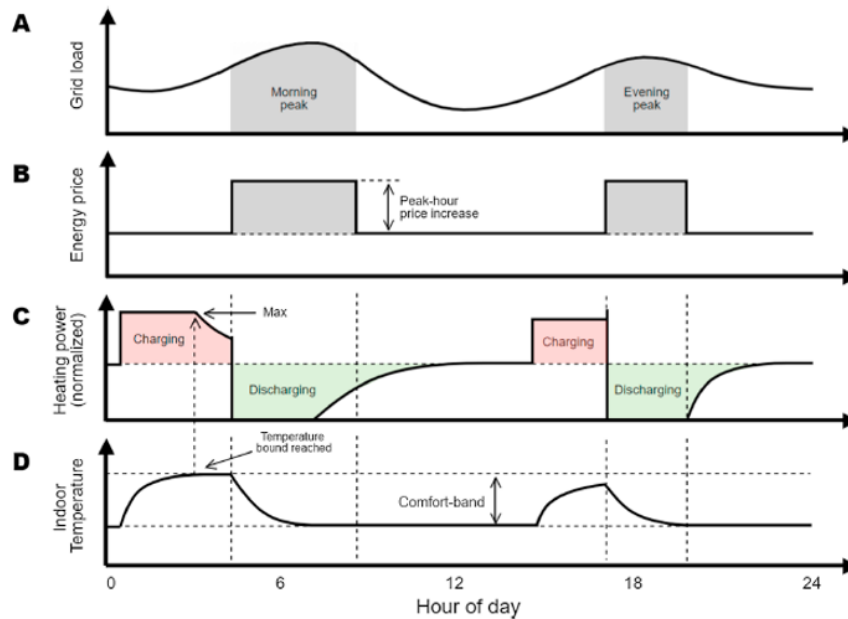 A
Grid load
Morning
peak
Evening
peak
B
Energy price
Peak-hour
price increase
C
Heating power
(normalized)
Max
Charging
Discharging
Charging
Discharging
D
Indoor
Temperature
Temperature
bound reached
Comfort-band
0 6 12 18 24
Hour of day